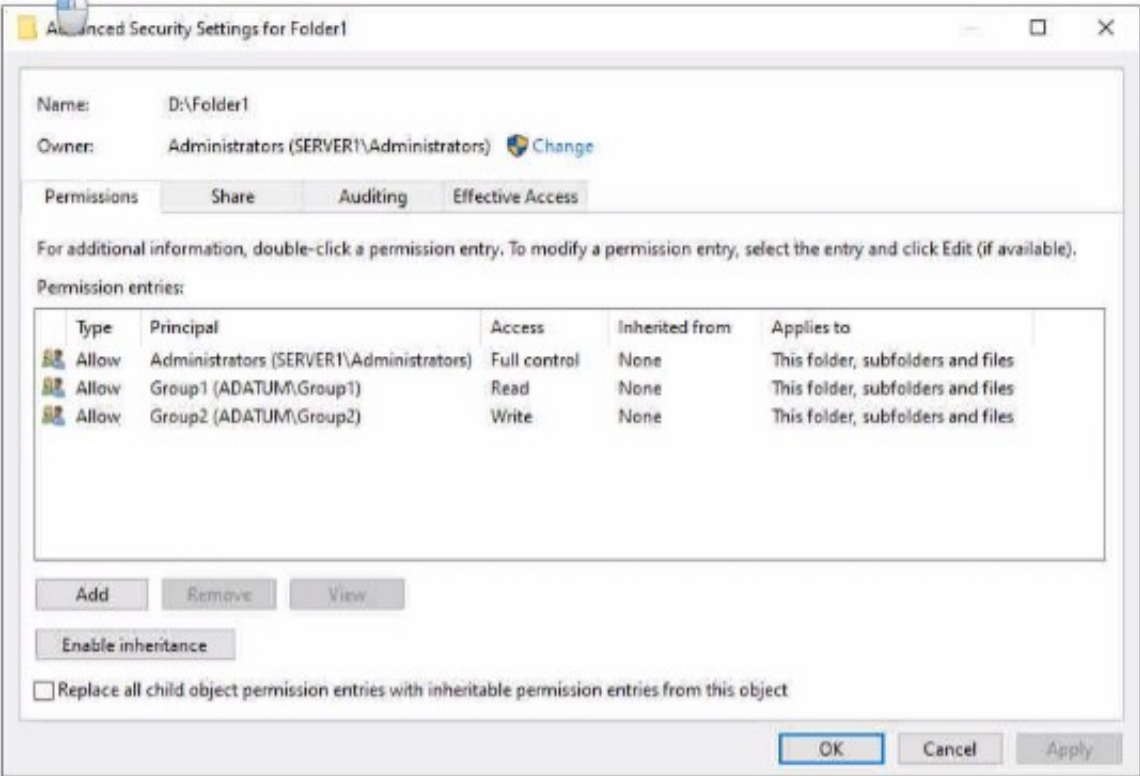 Advanced Security Settings for Folder1
Name: D:\Folder1
Owner: Administrators (SERVER1\Administrators) Change
Permissions Share Auditing Effective Access
For additional information, double-click a permission entry. To modify a permission entry, select the entry and click Edit (if available).
Permission entries:
Type Principal Access Inherited from Applies to
Allow Administrators (SERVER1\Administrators) Full control None This folder, subfolders and files
Allow Group1 (ADATUM\Group1) Read None This folder, subfolders and files
Allow Group2 (ADATUM\Group2) Write None This folder, subfolders and files
Add Remove View
Enable inheritance
Replace all child object permission entries with inheritable permission entries from this object
OK Cancel Apply